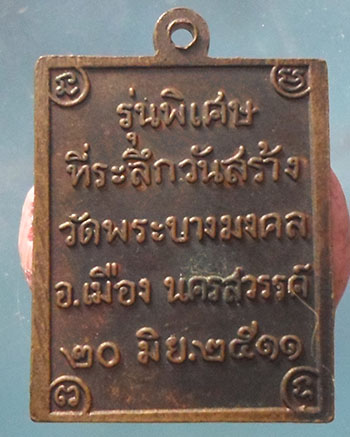 รุ่นพิเศษ
ที่ระลึกวันสร้าง
วัดพระบางมงคล
อ.เมือง นครสวรรค์
๒๐ มิย.๒๕๑๑